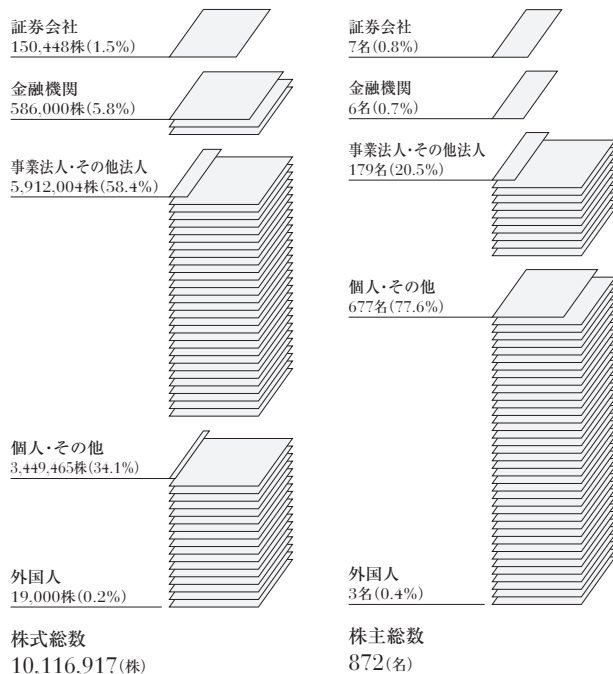 証券会社
150,448株(1.5%)
金融機関
586,000株(5.8%)
事業法人・その他法人
5,912,004株(58.4%)
個人・その他
3,449,465株(34.1%)
外国人
19,000株(0.2%)
株式総数
10,116,917(株)
証券会社
7名(0.8%)
金融機関
6名(0.7%)
事業法人・その他法人
179名(20.5%)
個人・その他
677名(77.6%)
外国人
3名(0.4%)
株主総数
872(名)